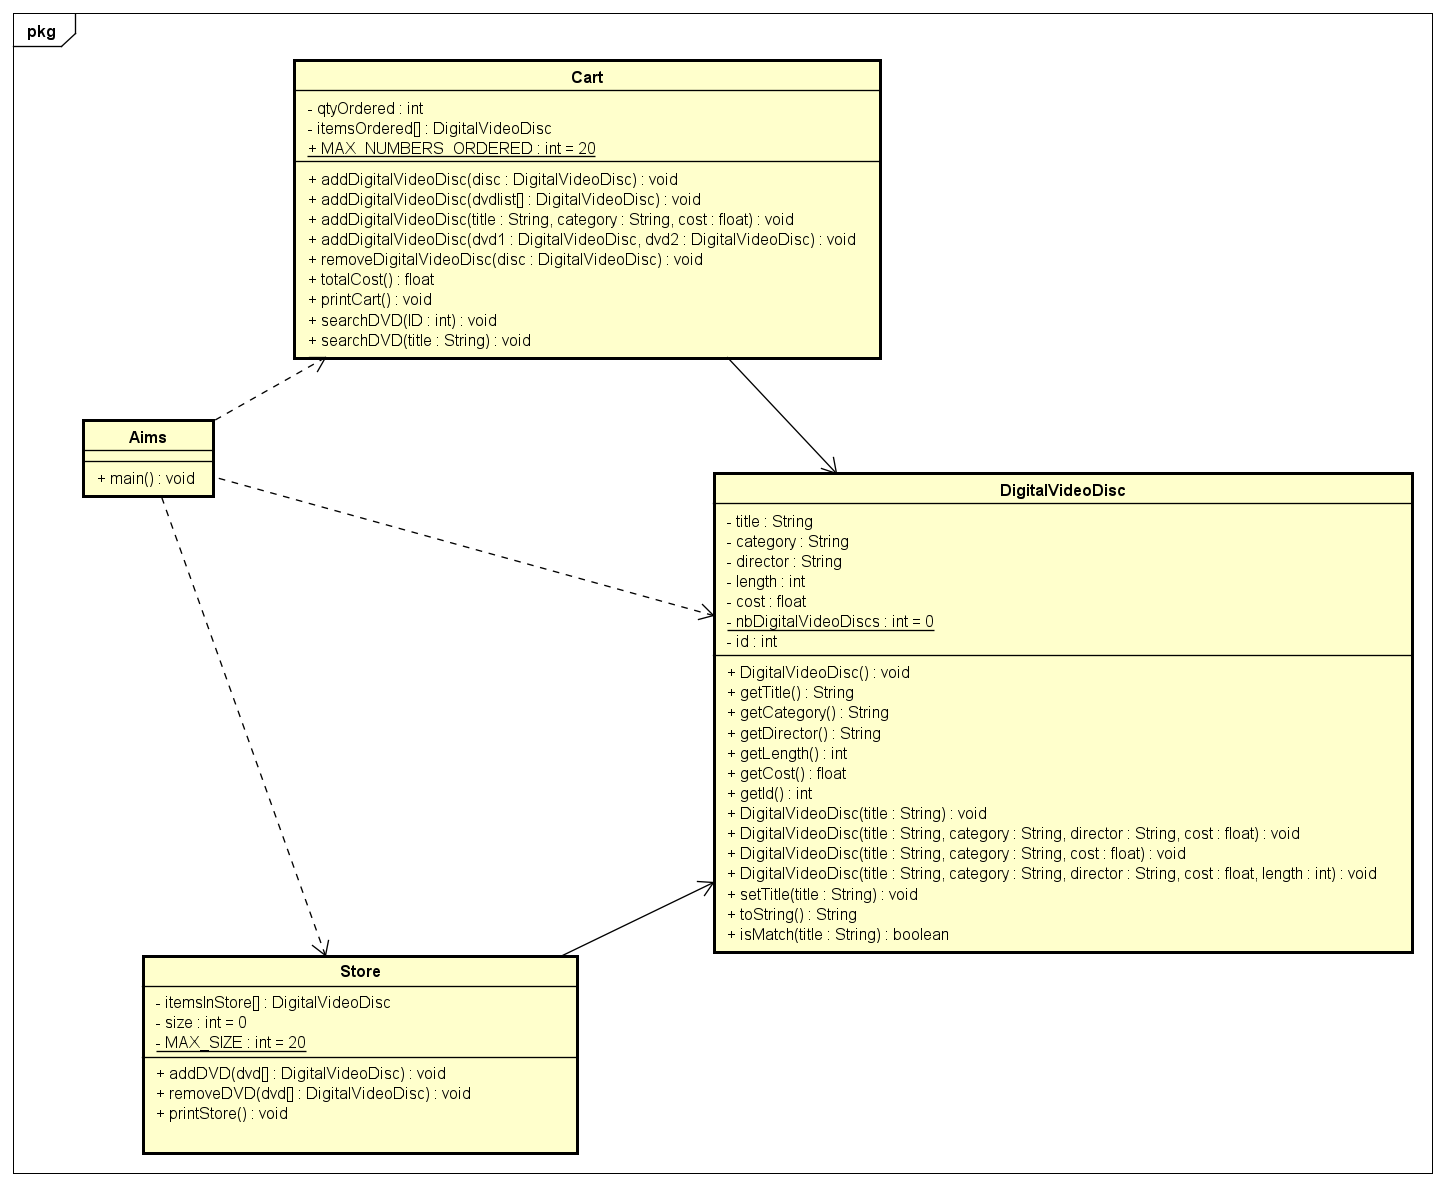 pkg
Cart
- qtyOrdered : int
- itemsOrdered[] : DigitalVideoDisc
+ MAX_NUMBERS_ORDERED : int = 20
+ addDigitalVideoDisc(disc : DigitalVideoDisc) : void
+ addDigitalVideoDisc(dvdlist[] : DigitalVideoDisc) : void
+ addDigitalVideoDisc(title : String, category : String, cost : float) : void
+ addDigitalVideoDisc(dvd1 : DigitalVideoDisc, dvd2 : DigitalVideoDisc) : void
+ removeDigitalVideoDisc(disc : DigitalVideoDisc) : void
+ totalCost() : float
+ printCart() : void
+ searchDVD(ID : int) : void
+ searchDVD(title : String) : void
Aims
+ main() : void
DigitalVideoDisc
- title : String
- category : String
- director : String
- length : int
- cost : float
- nbDigitalVideoDiscs : int = 0
- id : int
+ DigitalVideoDisc() : void
+ getTitle() : String
+ getCategory() : String
+ getDirector() : String
+ getLength() : int
+ getCost() : float
+ getId() : int
+ DigitalVideoDisc(title : String) : void
+ DigitalVideoDisc(title : String, category : String, director : String, cost : float) : void
+ DigitalVideoDisc(title : String, category : String, cost : float) : void
+ DigitalVideoDisc(title : String, category : String, director : String, cost : float, length : int) : void
+ setTitle(title : String) : void
+ toString() : String
+ isMatch(title : String) : boolean
Store
- itemsInStore[] : DigitalVideoDisc
- size : int = 0
- MAX_SIZE : int = 20
+ addDVD(dvd[] : DigitalVideoDisc) : void
+ removeDVD(dvd[] : DigitalVideoDisc) : void
+ printStore() : void